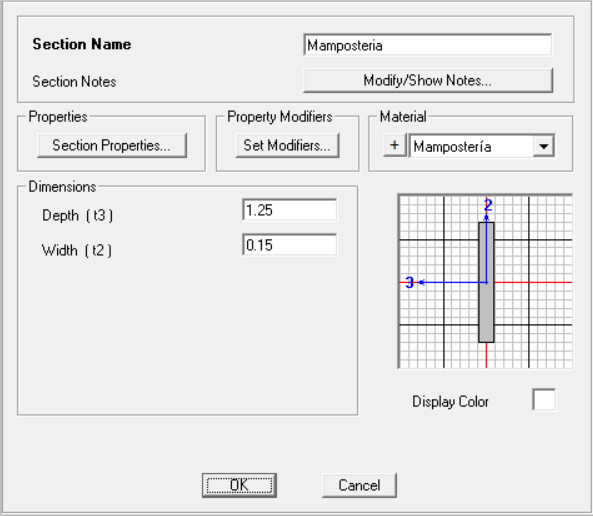 Section Name
Mamposteria
Section Notes
Modify/Show Notes...
Properties
Property Modifiers
Material
Section Properties...
Set Modifiers...
+
Mampostería
Dimensions
Depth ( t3 )
1.25
Width ( t2 )
0.15
2
3
Display Color
OK
Cancel